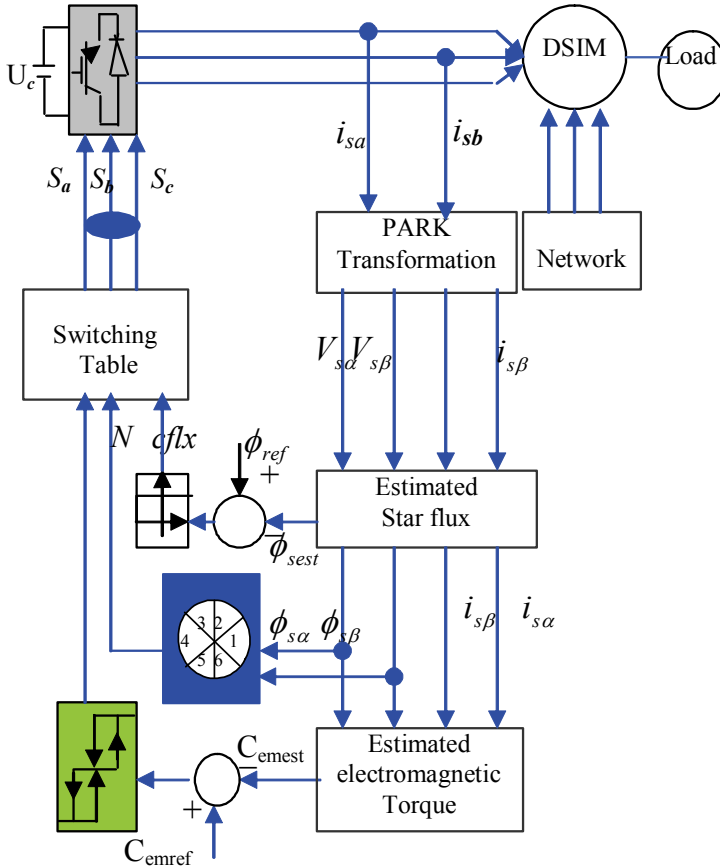 U_c
DSIM
Load
i_sa
i_sb
S_a S_b S_c
PARK
Transformation
Network
Switching
Table
V_sα V_sβ
i_sβ
N cflx
ϕ_ref
+
Estimated
Star flux
−
ϕ_sest
3 2
4 1
5 6
ϕ_sα ϕ_sβ
i_sβ i_sα
Estimated
electromagnetic
Torque
C_emest
−
+
C_emref